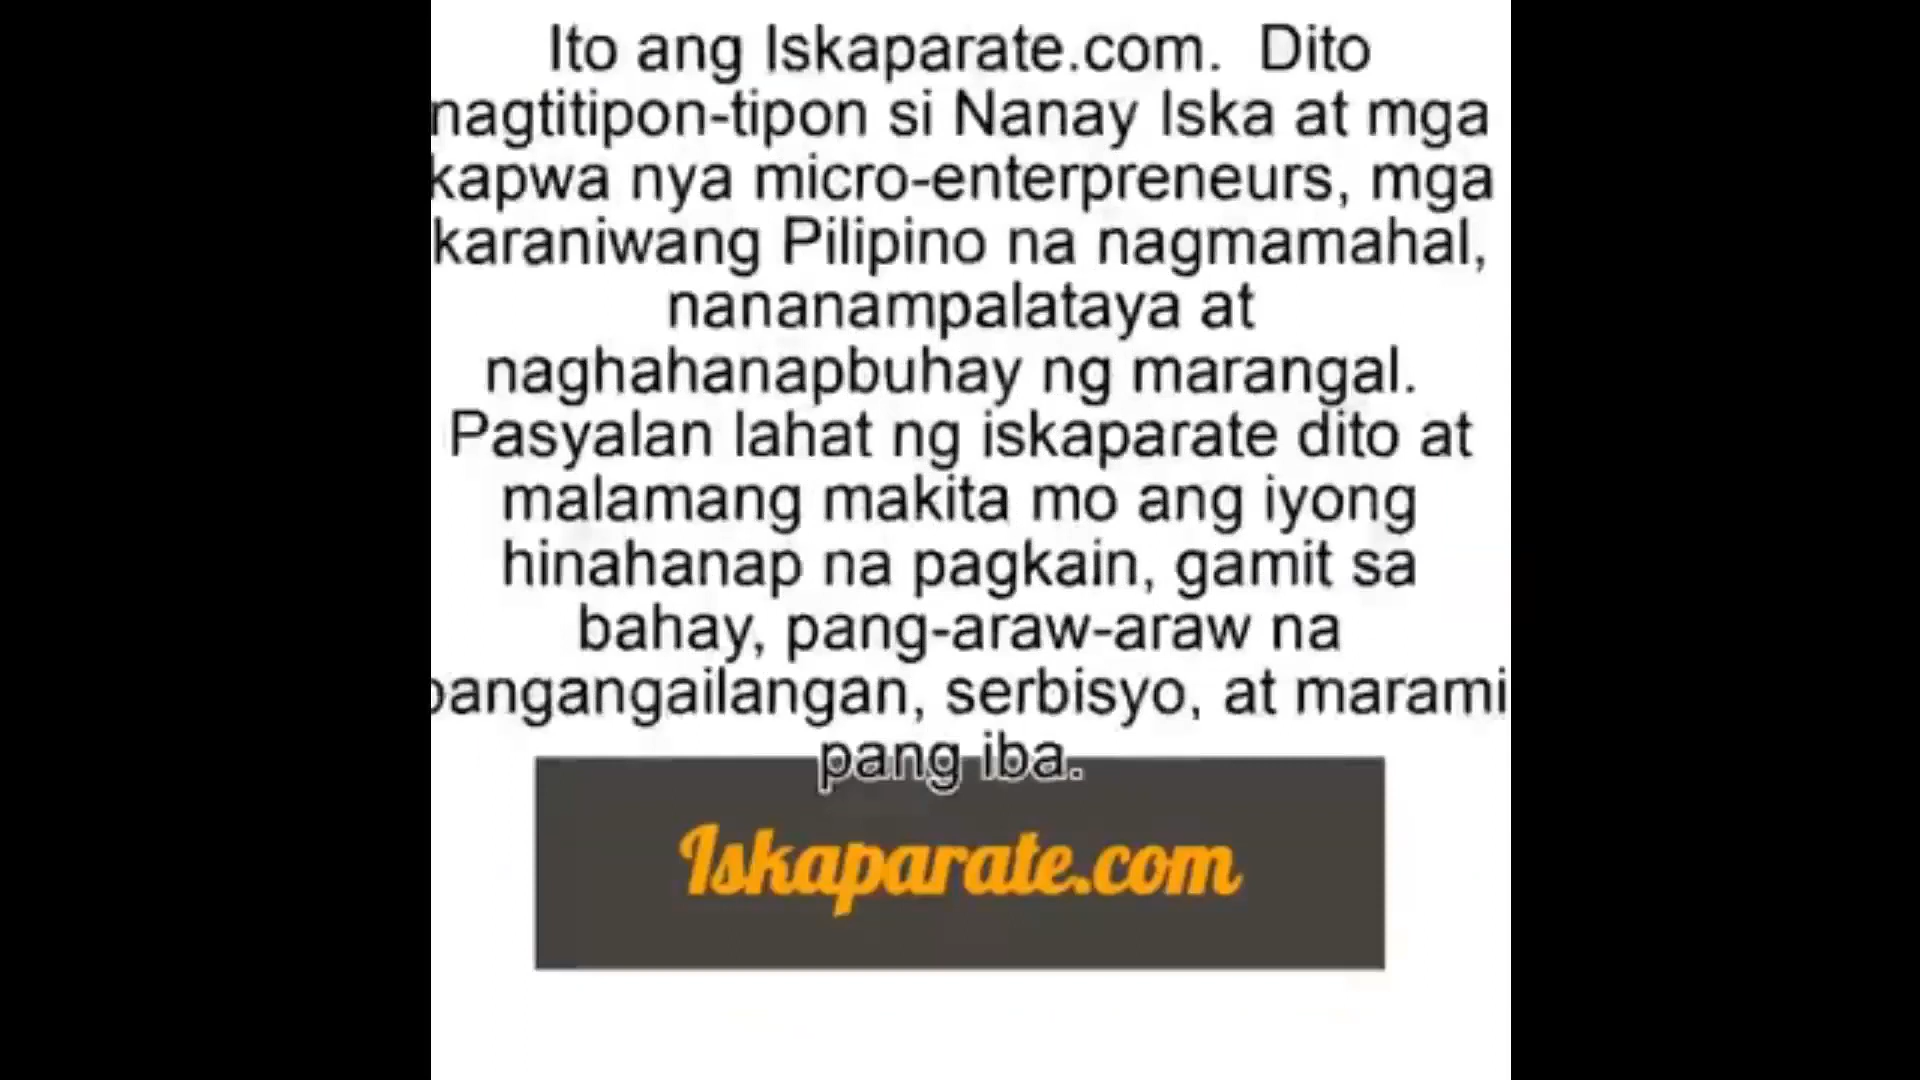 Ito ang Iskaparate.com.  Dito
nagtitipon-tipon si Nanay Iska at mga
kapwa nya micro-enterpreneurs, mga
karaniwang Pilipino na nagmamahal,
nananampalataya at
naghahanapbuhay ng marangal.
Pasyalan lahat ng iskaparate dito at
malamang makita mo ang iyong
hinahanap na pagkain, gamit sa
bahay, pang-araw-araw na
pangangailangan, serbisyo, at marami
pang iba.
Iskaparate.com